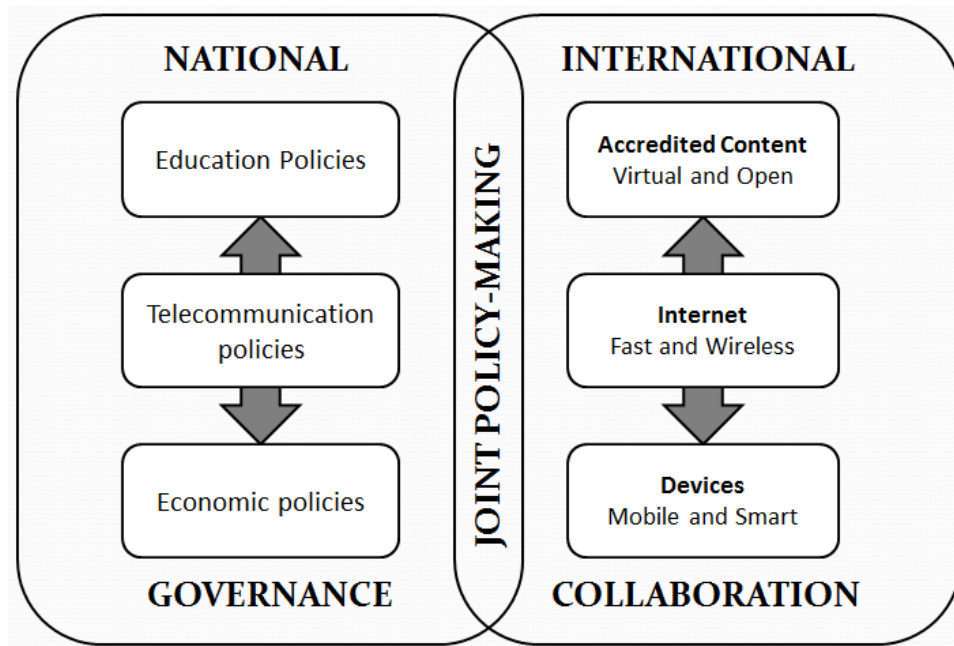 NATIONAL
Education Policies
Telecommunication
policies
Economic policies
GOVERNANCE
JOINT POLICY-MAKING
INTERNATIONAL
Accredited Content
Virtual and Open
Internet
Fast and Wireless
Devices
Mobile and Smart
COLLABORATION